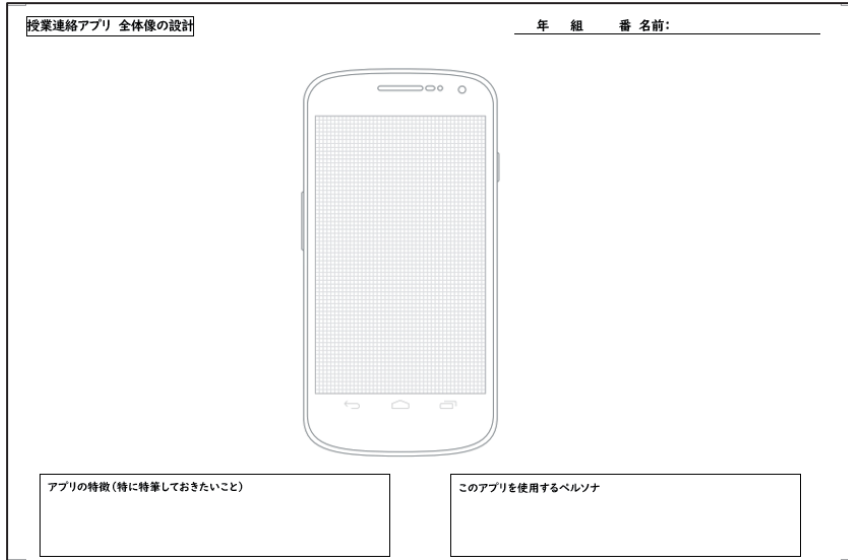 授業連絡アプリ 全体像の設計
年 組 番 名前:
アプリの特徴(特に特筆しておきたいこと)
このアプリを使用するペルソナ